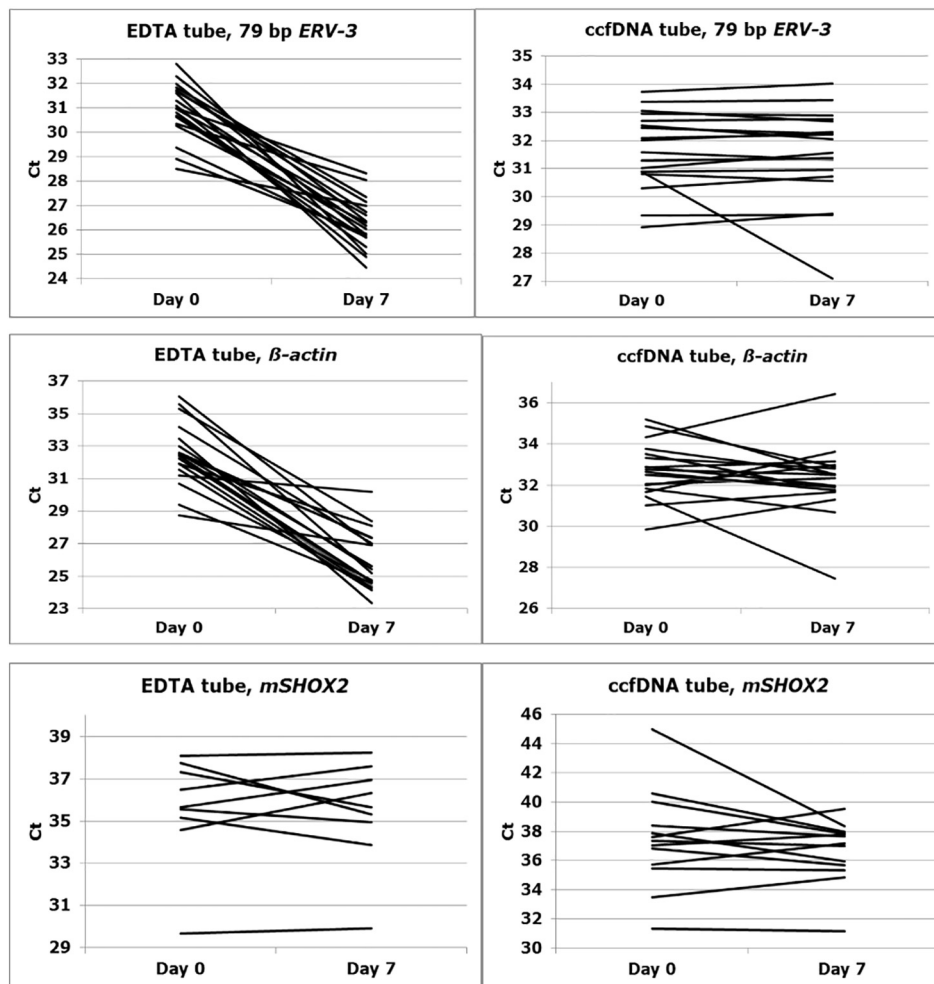 EDTA tube, 79 bp ERV-3
33
32
31
30
29
28
27
26
25
24
Ct
Day 0 Day 7
ccfDNA tube, 79 bp ERV-3
35
34
33
32
31
30
29
28
27
Ct
Day 0 Day 7
EDTA tube, ß-actin
37
35
33
31
29
27
25
23
Ct
Day 0 Day 7
ccfDNA tube, ß-actin
36
34
32
30
28
26
Ct
Day 0 Day 7
EDTA tube, mSHOX2
39
37
35
33
31
29
Ct
Day 0 Day 7
ccfDNA tube, mSHOX2
46
44
42
40
38
36
34
32
30
Ct
Day 0 Day 7